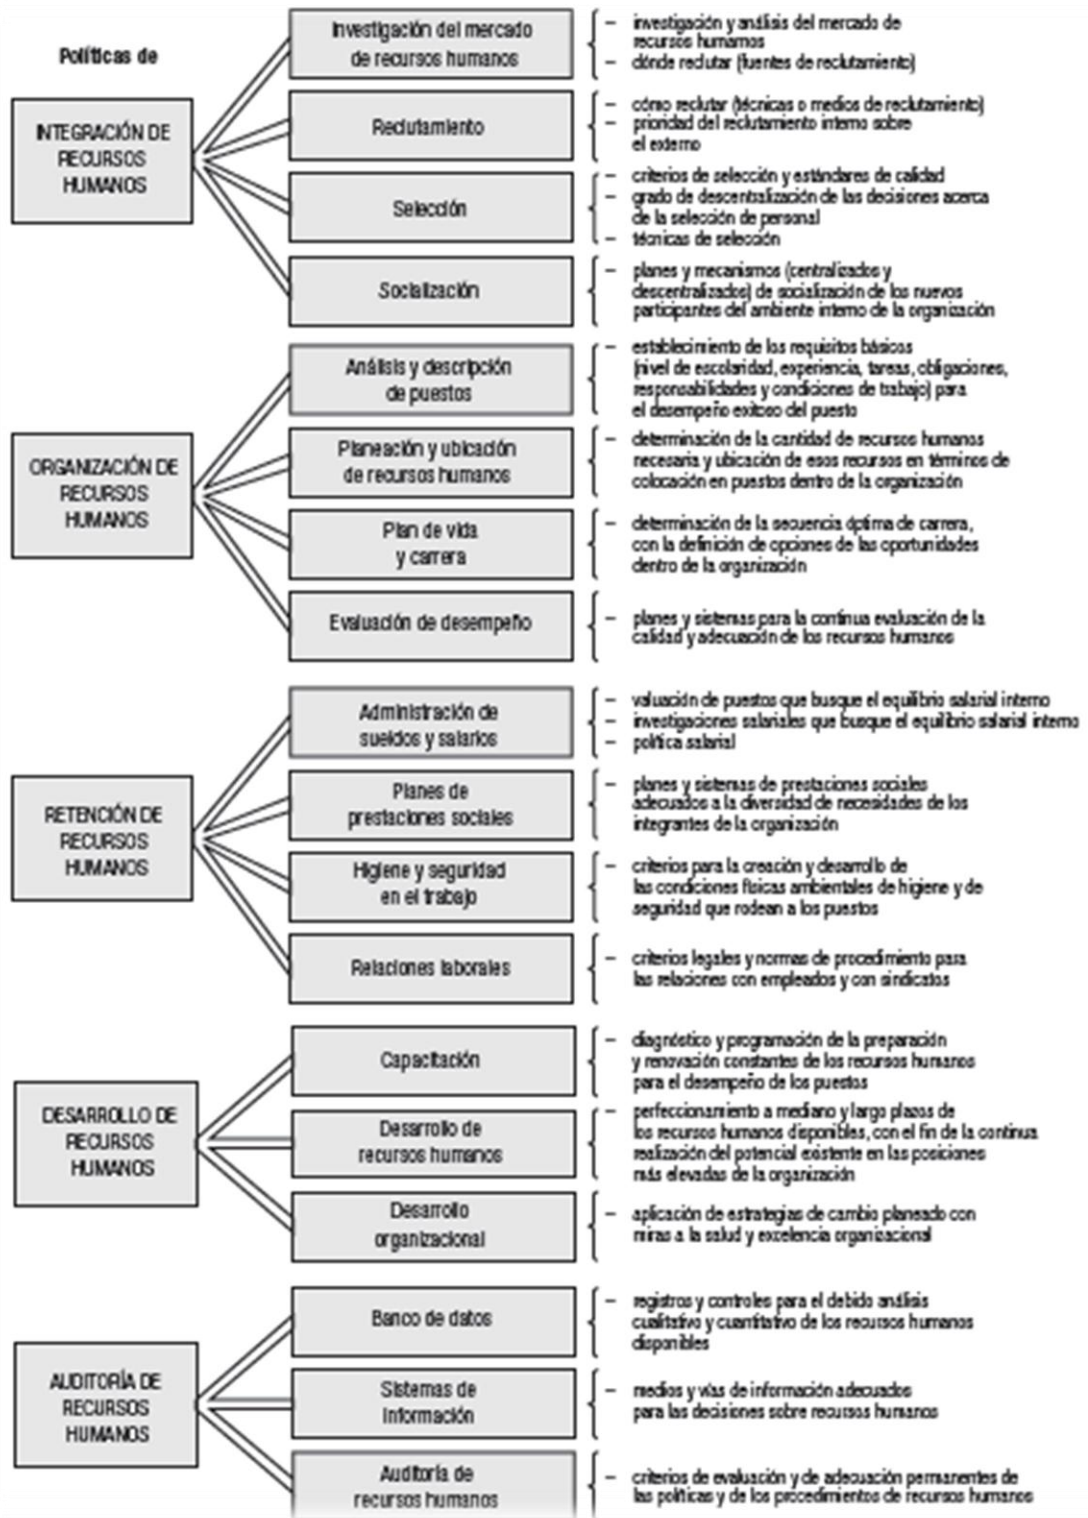 Políticas de
INTEGRACIÓN DE
RECURSOS
HUMANOS
Investigación del mercado
de recursos humanos
– investigación y análisis del mercado de
recursos humamos
– dónde reclutar (fuentes de reclutamiento)
Reclutamiento
– cómo reclutar (técnicas o medios de reclutamiento)
– prioridad del reclutamiento interno sobre
el externo
Selección
– criterios de selección y estándares de calidad
– grado de descentralización de las decisiones acerca
de la selección de personal
– técnicas de selección
Socialización
– planes y mecanismos (centralizados y
descentralizados) de socialización de los nuevos
participantes del ambiente interno de la organización
ORGANIZACIÓN DE
RECURSOS
HUMANOS
Análisis y descripción
de puestos
– establecimiento de los requisitos básicos
(nivel de escolaridad, experiencia, tareas, obligaciones,
responsabilidades y condiciones de trabajo) para
el desempeño exitoso del puesto
Planeación y ubicación
de recursos humanos
– determinación de la cantidad de recursos humanos
necesaria y ubicación de esos recursos en términos de
colocación en puestos dentro de la organización
Plan de vida
y carrera
– determinación de la secuencia óptima de carrera,
con la definición de opciones de las oportunidades
dentro de la organización
Evaluación de desempeño
– planes y sistemas para la continua evaluación de la
calidad y adecuación de los recursos humanos
RETENCIÓN DE
RECURSOS
HUMANOS
Administración de
sueldos y salarios
– valuación de puestos que busque el equilibrio salarial interno
– investigaciones salariales que busque el equilibrio salarial interno
– política salarial
Planes de
prestaciones sociales
– planes y sistemas de prestaciones sociales
adecuados a la diversidad de necesidades de los
integrantes de la organización
Higiene y seguridad
en el trabajo
– criterios para la creación y desarrollo de
las condiciones físicas ambientales de higiene y de
seguridad que rodean a los puestos
Relaciones laborales
– criterios legales y normas de procedimiento para
las relaciones con empleados y con sindicatos
DESARROLLO DE
RECURSOS
HUMANOS
Capacitación
– diagnóstico y programación de la preparación
y renovación constantes de los recursos humanos
para el desempeño de los puestos
Desarrollo de
recursos humanos
– perfeccionamiento a mediano y largo plazos de
los recursos humanos disponibles, con el fin de la continua
realización del potencial existente en las posiciones
más elevadas de la organización
Desarrollo
organizacional
– aplicación de estrategias de cambio planeado con
miras a la salud y excelencia organizacional
AUDITORÍA DE
RECURSOS
HUMANOS
Banco de datos
– registros y controles para el debido análisis
cualitativo y cuantitativo de los recursos humanos
disponibles
Sistemas de
información
– medios y vías de información adecuados
para las decisiones sobre recursos humanos
Auditoría de
recursos humanos
– criterios de evaluación y de adecuación permanentes de
las políticas y de los procedimientos de recursos humanos